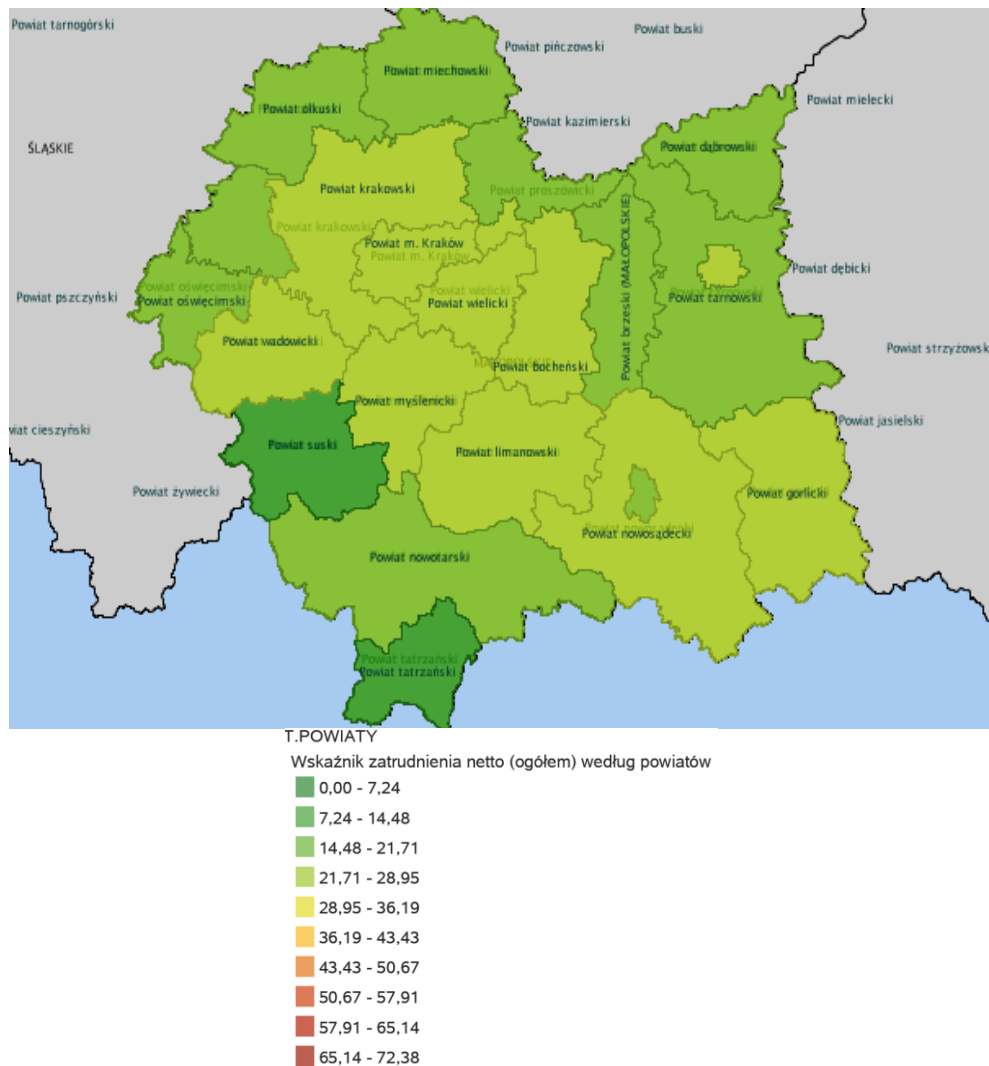 Powiat tarnogórski
Powiat buski
Powiat pińczowski
Powiat miechowski
Powiat mielecki
Powiat olkuski
Powiat kazimierski
ŚLĄSKIE
Powiat dąbrowski
Powiat krakowski
Powiat proszowicki
Powiat krakowski
Powiat m. Kraków
Powiat m. Kraków
Powiat brzeski (MAŁOPOLSKIE)
Powiat dębicki
Powiat oświęcimski
Powiat wielicki
Powiat pszczyński
Powiat oświęcimski
Powiat wielicki
Powiat tarnowski
Powiat wadowicki
Powiat strzyżowsk
MAŁOPOLSKIE
Powiat bocheński
Powiat myślenicki
Powiat jasielski
wiat cieszyński
Powiat suski
Powiat limanowski
Powiat żywiecki
Powiat gorlicki
Powiat nowosądecki
Powiat nowosądecki
Powiat nowotarski
Powiat tatrzański
Powiat tatrzański
T.POWIATY
Wskaźnik zatrudnienia netto (ogółem) według powiatów
0,00 - 7,24
7,24 - 14,48
14,48 - 21,71
21,71 - 28,95
28,95 - 36,19
36,19 - 43,43
43,43 - 50,67
50,67 - 57,91
57,91 - 65,14
65,14 - 72,38